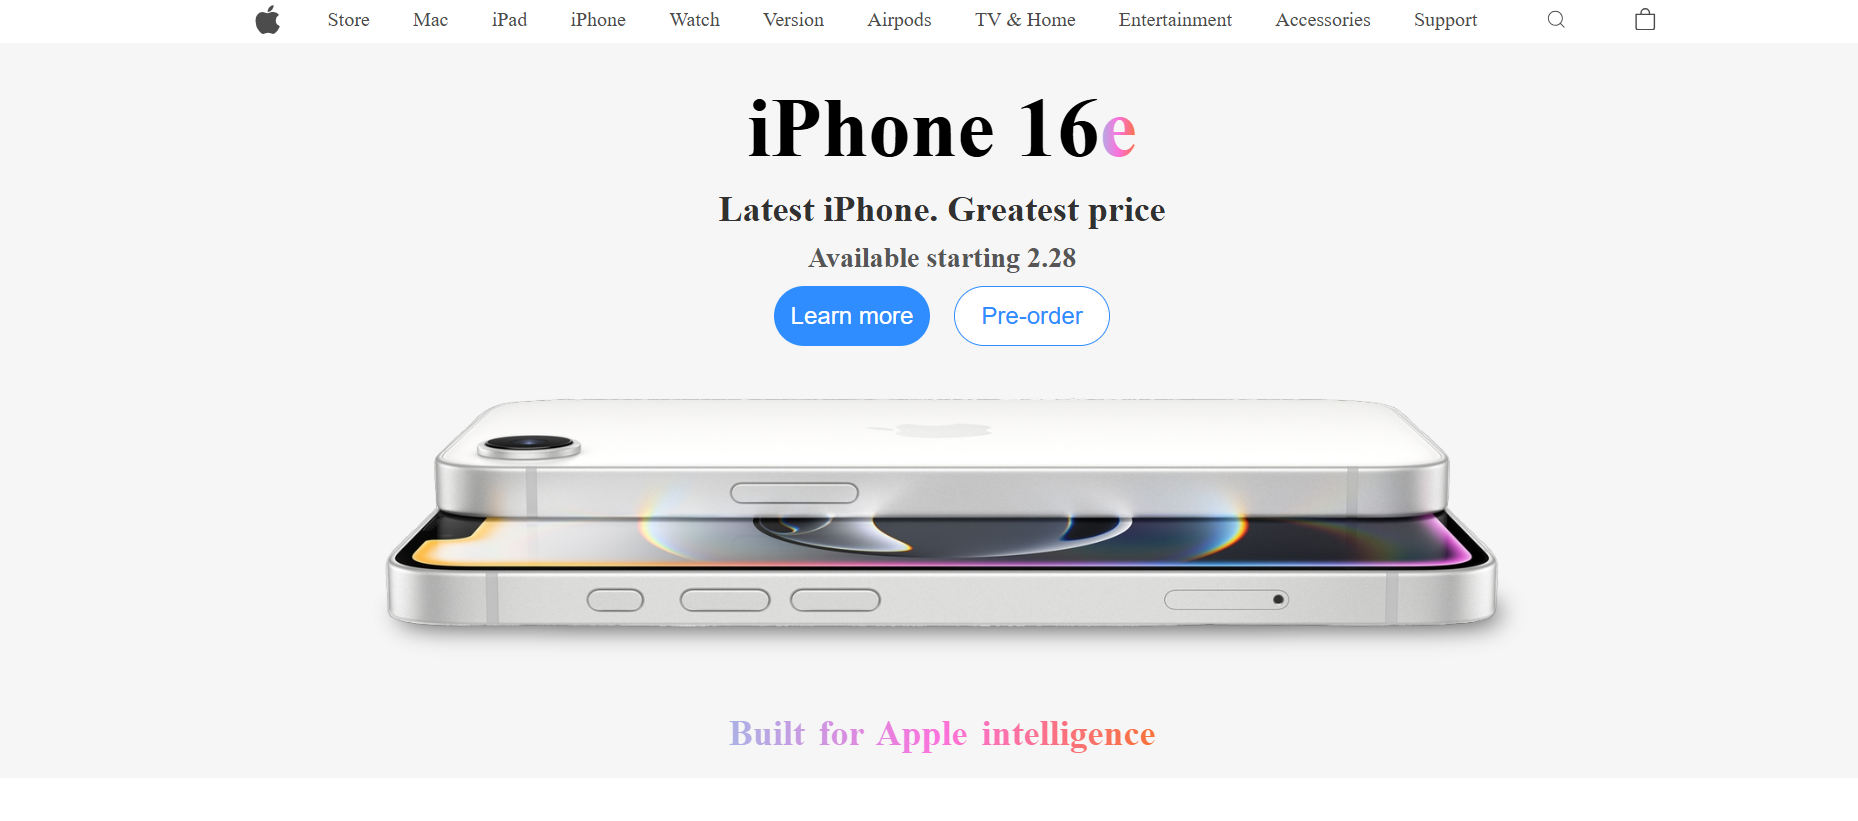 Store Mac iPad iPhone Watch Version Airpods TV & Home Entertainment Accessories Support
iPhone 16e
Latest iPhone. Greatest price
Available starting 2.28
Learn more Pre-order
Built for Apple intelligence